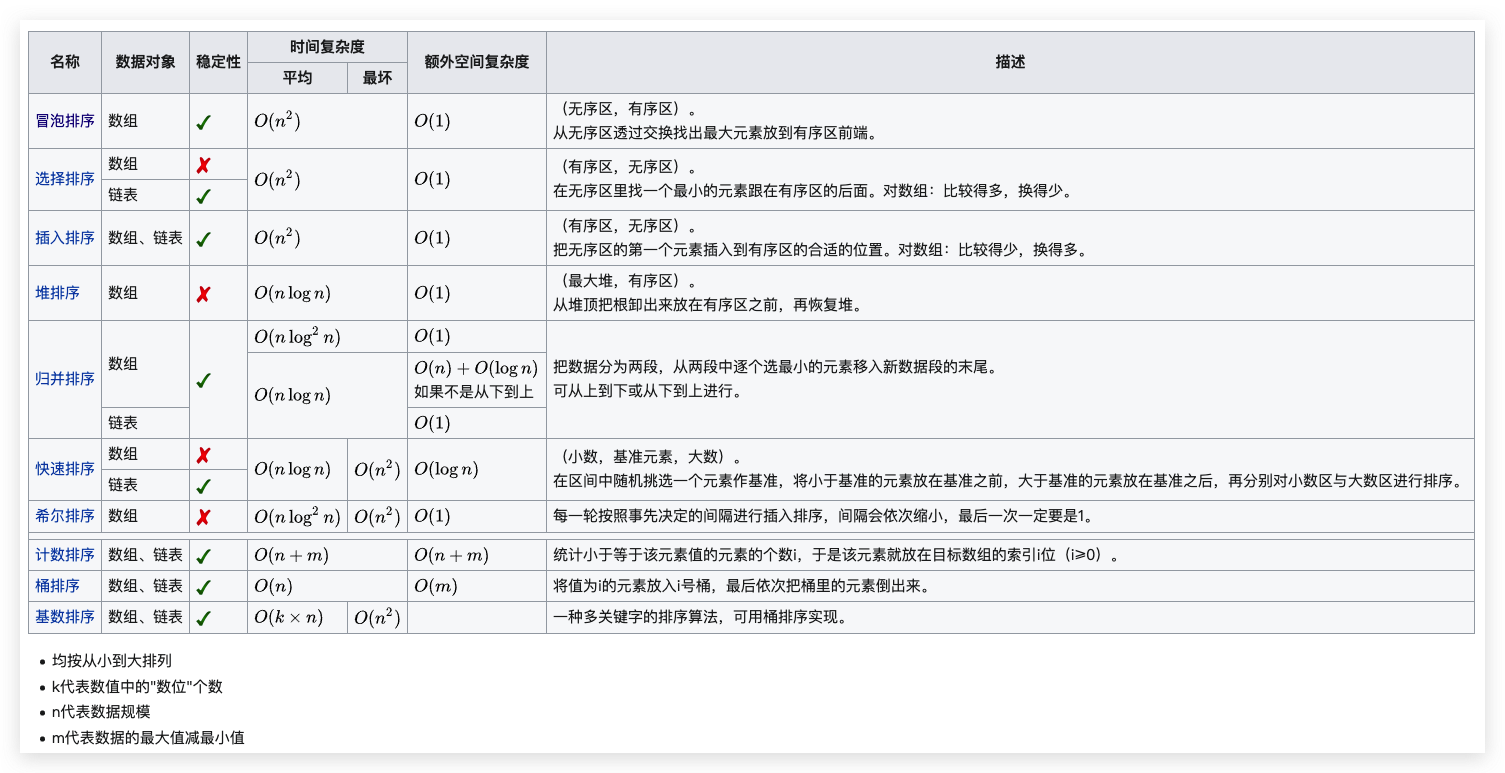 名称 数据对象 稳定性 时间复杂度 额外空间复杂度 描述
平均 最坏
冒泡排序 数组 ✓ O(n²) O(1) （无序区，有序区）。
从无序区透过交换找出最大元素放到有序区前端。
选择排序 数组 ✗ O(n²) O(1) （有序区，无序区）。
链表 ✓ 在无序区里找一个最小的元素跟在有序区的后面。对数组：比较得多，换得少。
插入排序 数组、链表 ✓ O(n²) O(1) （有序区，无序区）。
把无序区的第一个元素插入到有序区的合适的位置。对数组：比较得少，换得多。
堆排序 数组 ✗ O(n log n) O(1) （最大堆，有序区）。
从堆顶把根卸出来放在有序区之前，再恢复堆。
归并排序 数组 ✓ O(n log² n) O(1)
O(n log n) O(n) + O(log n)
如果不是从下到上
链表 O(1)
把数据分为两段，从两段中逐个选最小的元素移入新数据段的末尾。
可从上到下或从下到上进行。
快速排序 数组 ✗ O(n log n) O(n²) O(log n) （小数，基准元素，大数）。
链表 ✓ 在区间中随机挑选一个元素作基准，将小于基准的元素放在基准之前，大于基准的元素放在基准之后，再分别对小数区与大数区进行排序。
希尔排序 数组 ✗ O(n log² n) O(n²) O(1) 每一轮按照事先决定的间隔进行插入排序，间隔会依次缩小，最后一次一定要是1。
计数排序 数组、链表 ✓ O(n + m) O(n + m) 统计小于等于该元素值的元素的个数i，于是该元素就放在目标数组的索引i位（i⩾0）。
桶排序 数组、链表 ✓ O(n) O(m) 将值为i的元素放入i号桶，最后依次把桶里的元素倒出来。
基数排序 数组、链表 ✓ O(k × n) O(n²) 一种多关键字的排序算法，可用桶排序实现。
• 均按从小到大排列
• k代表数值中的"数位"个数
• n代表数据规模
• m代表数据的最大值减最小值